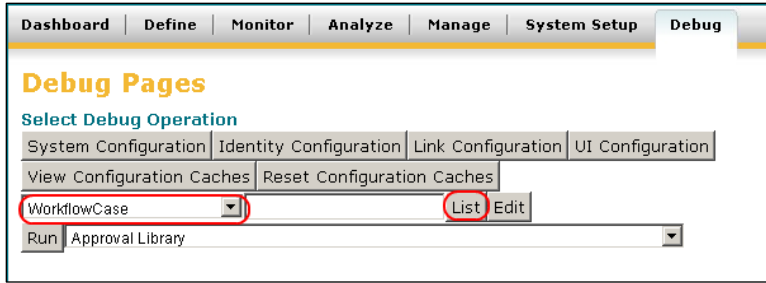 Dashboard Define Monitor Analyze Manage System Setup Debug
Debug Pages
Select Debug Operation
System Configuration Identity Configuration Link Configuration UI Configuration
View Configuration Caches Reset Configuration Caches
WorkflowCase List Edit
Run Approval Library